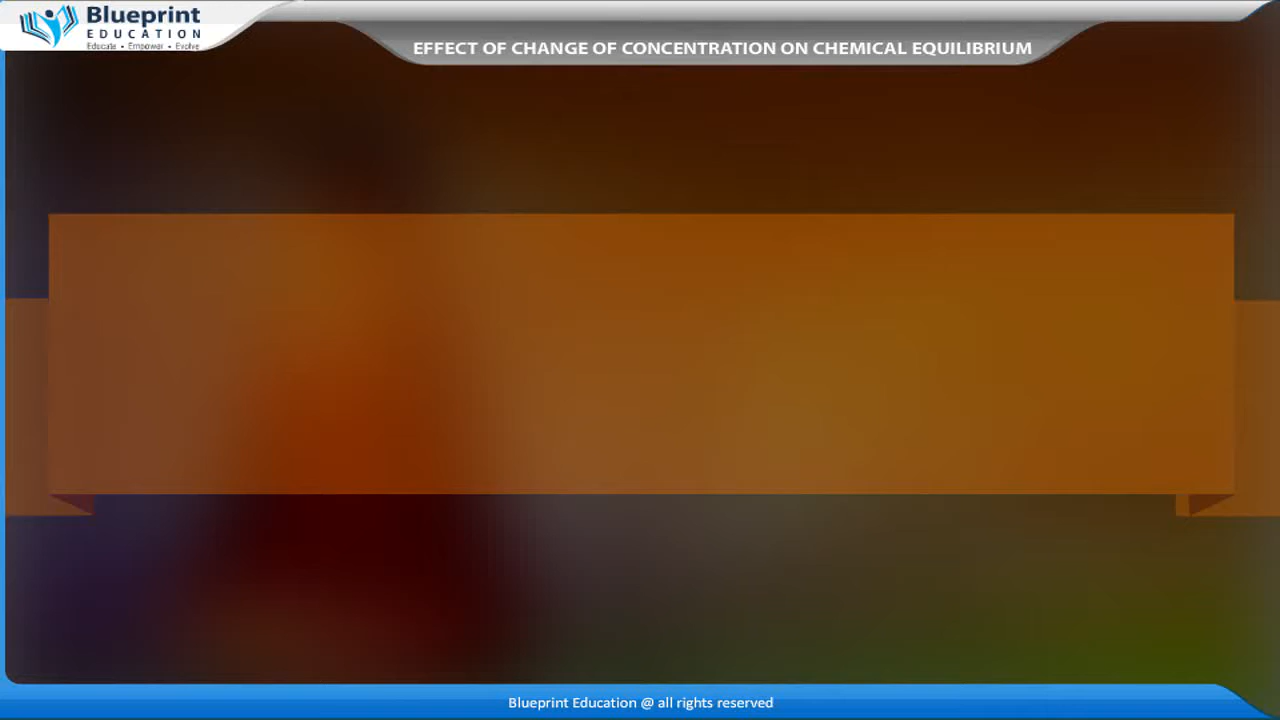 Blueprint
EDUCATION
Educate • Empower • Evolve
EFFECT OF CHANGE OF CONCENTRATION ON CHEMICAL EQUILIBRIUM
Blueprint Education @ all rights reserved